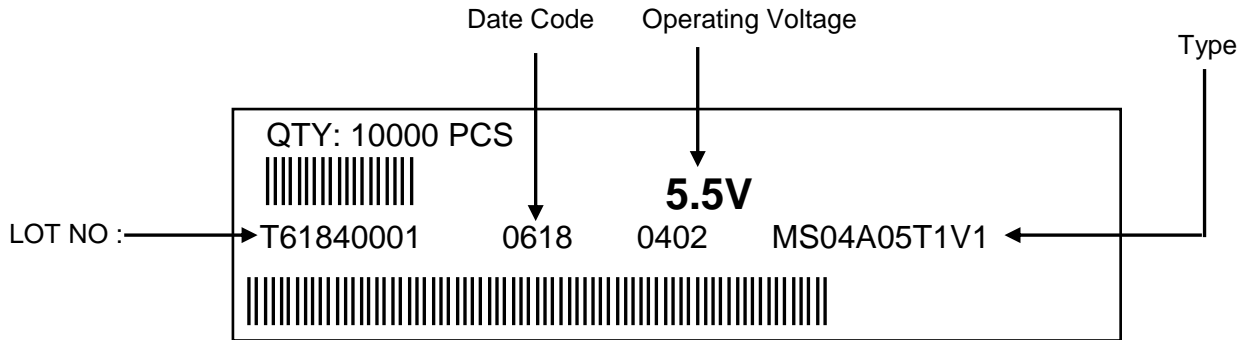 Date Code Operating Voltage
Type
QTY: 10000 PCS
5.5V
LOT NO : T61840001 0618 0402 MS04A05T1V1